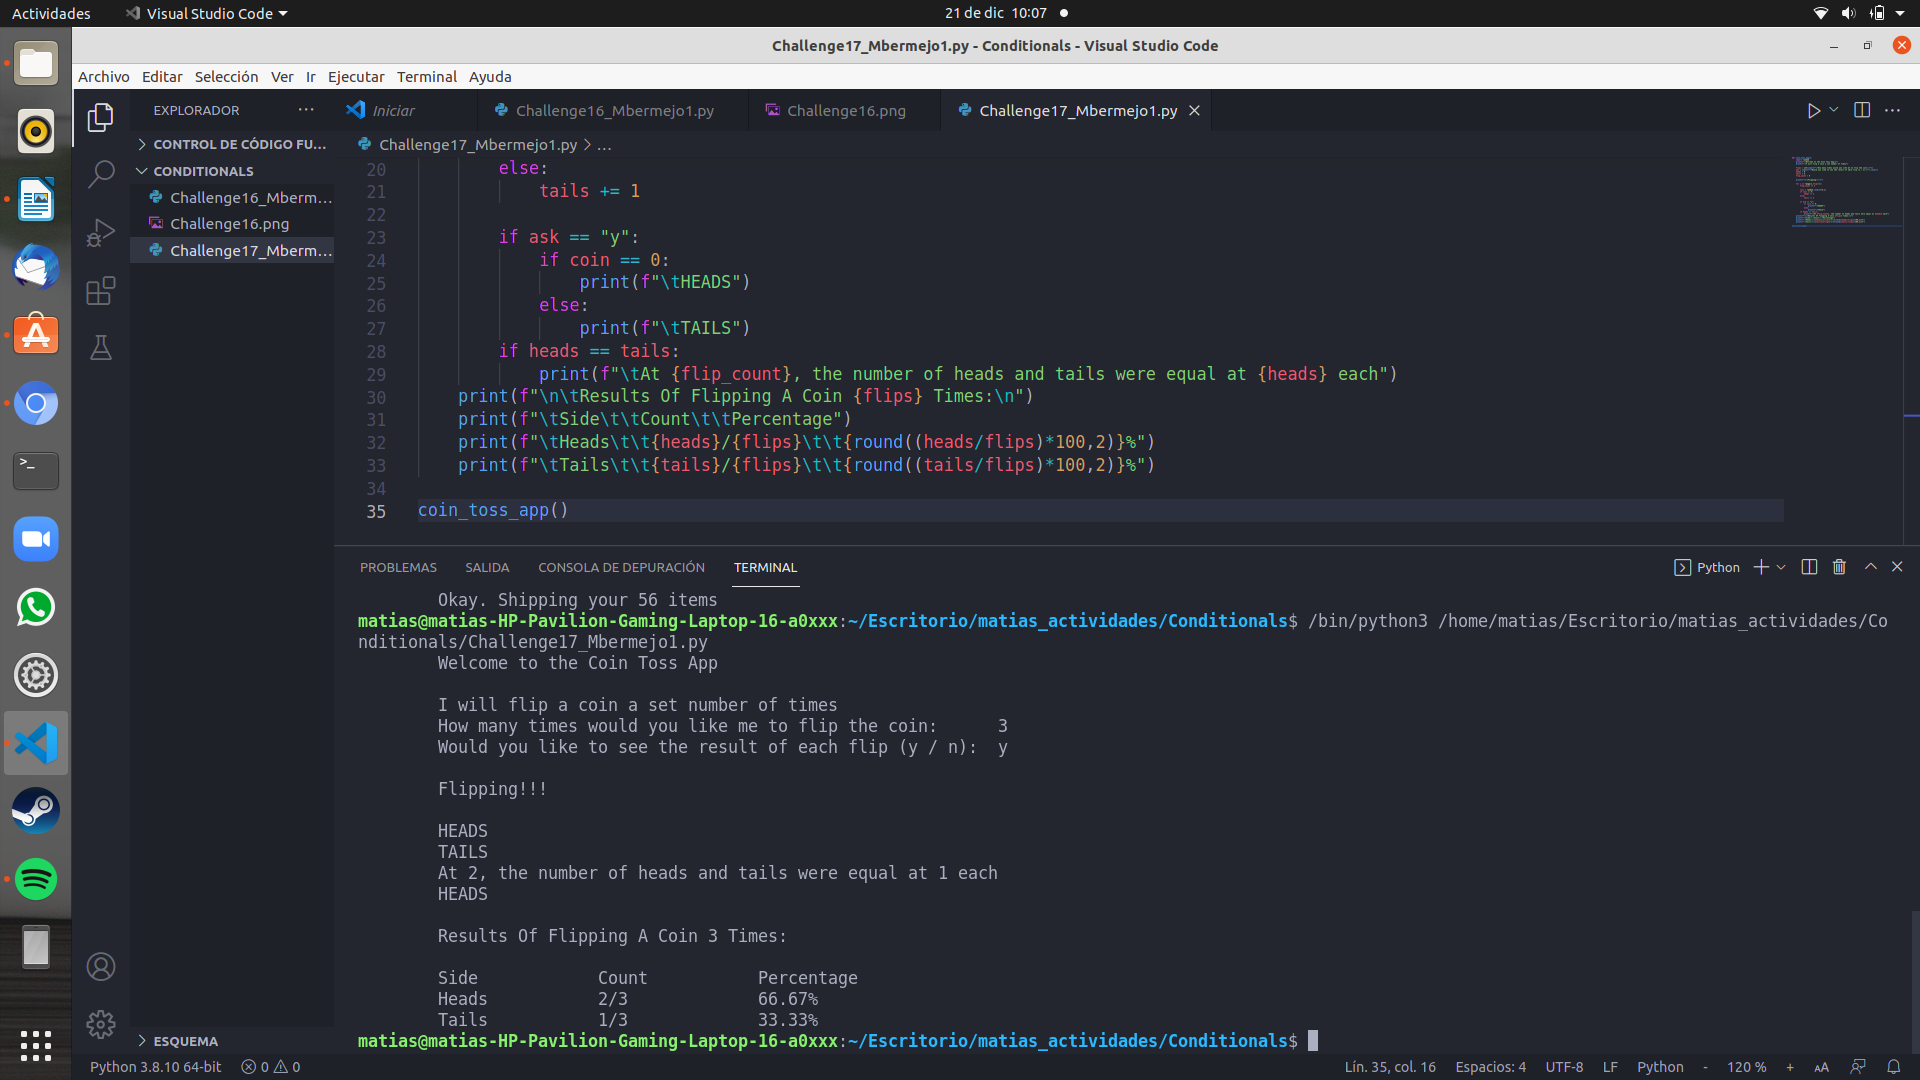 Actividades
Visual Studio Code
21 de dic 10:07
Challenge17_Mbermejo1.py - Conditionals - Visual Studio Code
Archivo Editar Selección Ver Ir Ejecutar Terminal Ayuda
EXPLORADOR
Iniciar
Challenge16_Mbermejo1.py
Challenge16.png
Challenge17_Mbermejo1.py
CONTROL DE CÓDIGO FU...
CONDITIONALS
Challenge16_Mberm...
Challenge16.png
Challenge17_Mberm...
ESQUEMA
Challenge17_Mbermejo1.py > ...
20 else:
21 tails += 1
22
23 if ask == "y":
24 if coin == 0:
25 print(f"\tHEADS")
26 else:
27 print(f"\tTAILS")
28 if heads == tails:
29 print(f"\tAt {flip_count}, the number of heads and tails were equal at {heads} each")
30 print(f"\n\tResults Of Flipping A Coin {flips} Times:\n")
31 print(f"\tSide\t\tCount\t\tPercentage")
32 print(f"\tHeads\t\t{heads}/{flips}\t\t{round((heads/flips)*100,2)}%")
33 print(f"\tTails\t\t{tails}/{flips}\t\t{round((tails/flips)*100,2)}%")
34
35 coin_toss_app()
PROBLEMAS SALIDA CONSOLA DE DEPURACIÓN TERMINAL
Python
Okay. Shipping your 56 items
matias@matias-HP-Pavilion-Gaming-Laptop-16-a0xxx:~/Escritorio/matias_actividades/Conditionals$ /bin/python3 /home/matias/Escritorio/matias_actividades/Co
nditionals/Challenge17_Mbermejo1.py
Welcome to the Coin Toss App
I will flip a coin a set number of times
How many times would you like me to flip the coin: 3
Would you like to see the result of each flip (y / n): y
Flipping!!!
HEADS
TAILS
At 2, the number of heads and tails were equal at 1 each
HEADS
Results Of Flipping A Coin 3 Times:
Side Count Percentage
Heads 2/3 66.67%
Tails 1/3 33.33%
matias@matias-HP-Pavilion-Gaming-Laptop-16-a0xxx:~/Escritorio/matias_actividades/Conditionals$
Python 3.8.10 64-bit 0 0
Lín. 35, col. 16 Espacios: 4 UTF-8 LF Python - 120 % + AA